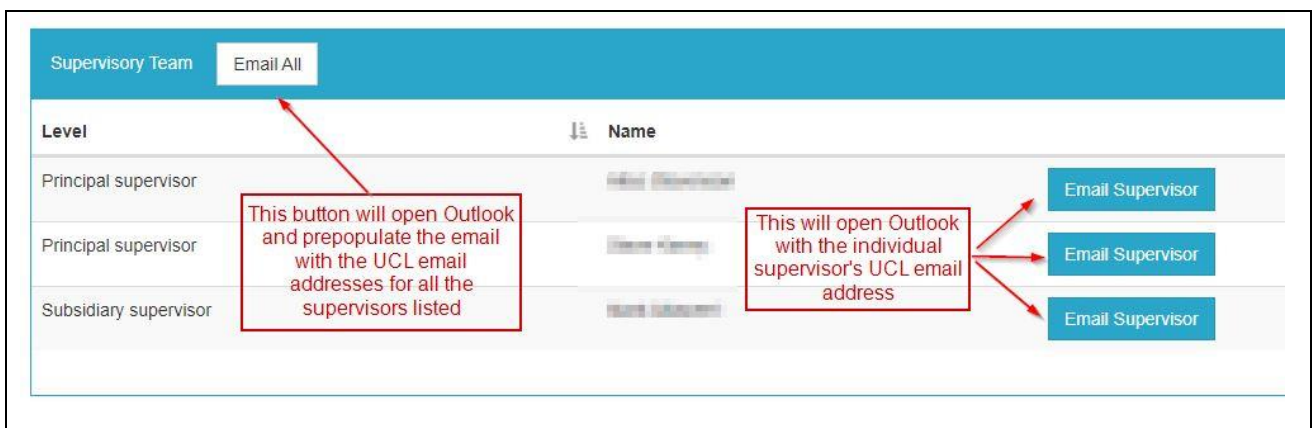 Supervisory Team Email All
Level Name
Principal supervisor Email Supervisor
This button will open Outlook
and prepopulate the email
with the UCL email
addresses for all the
supervisors listed
This will open Outlook
with the individual
supervisor's UCL email
address
Principal supervisor Email Supervisor
Subsidiary supervisor Email Supervisor